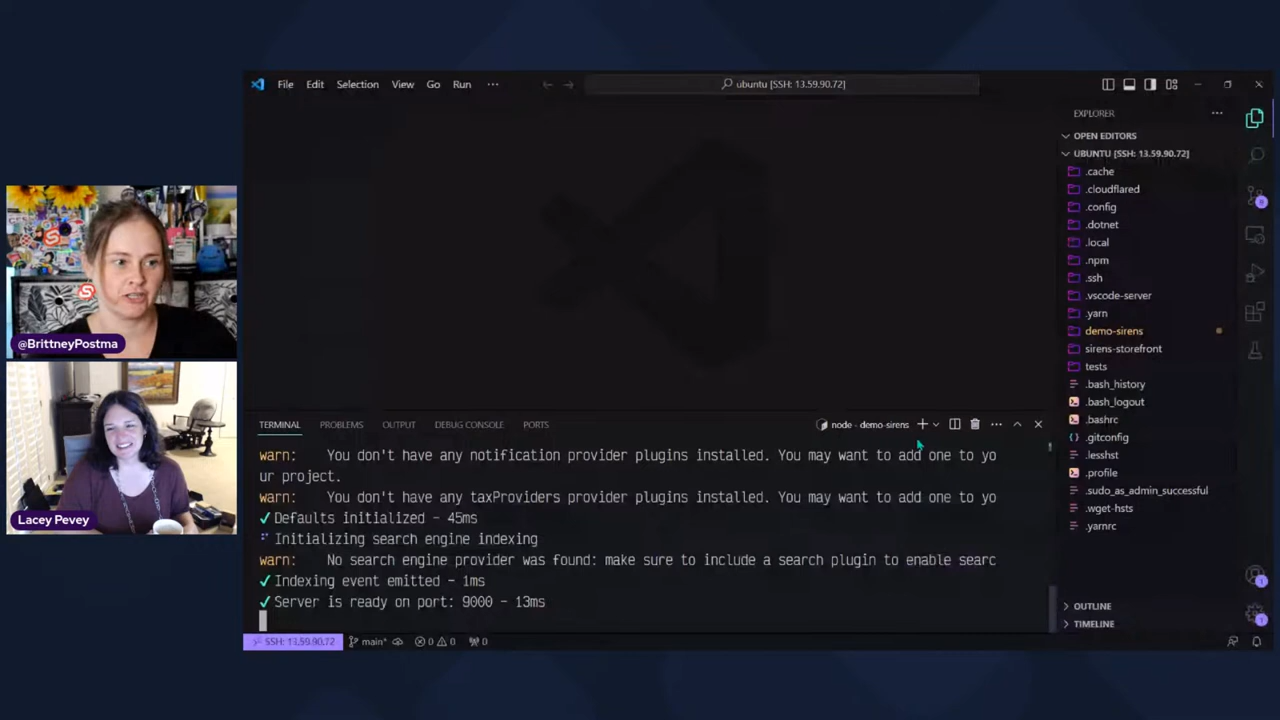 File Edit Selection View Go Run ···
ubuntu [SSH: 13.59.90.72]
EXPLORER
OPEN EDITORS
UBUNTU [SSH: 13.59.90.72]
.cache
.cloudflared
.config
.dotnet
.local
.npm
.ssh
.vscode-server
.yarn
demo-sirens
sirens-storefront
tests
.bash_history
.bash_logout
.bashrc
.gitconfig
.lesshst
.profile
.sudo_as_admin_successful
.wget-hsts
.yarnrc
OUTLINE
TIMELINE
@BrittneyPostma
Lacey Pevey
TERMINAL PROBLEMS OUTPUT DEBUG CONSOLE PORTS
node - demo-sirens
warn: You don't have any notification provider plugins installed. You may want to add one to yo
ur project.
warn: You don't have any taxProviders provider plugins installed. You may want to add one to yo
✓ Defaults initialized – 45ms
Initializing search engine indexing
warn: No search engine provider was found: make sure to include a search plugin to enable searc
✓ Indexing event emitted – 1ms
✓ Server is ready on port: 9000 – 13ms
SSH: 13.59.90.72 main* 0 0 0